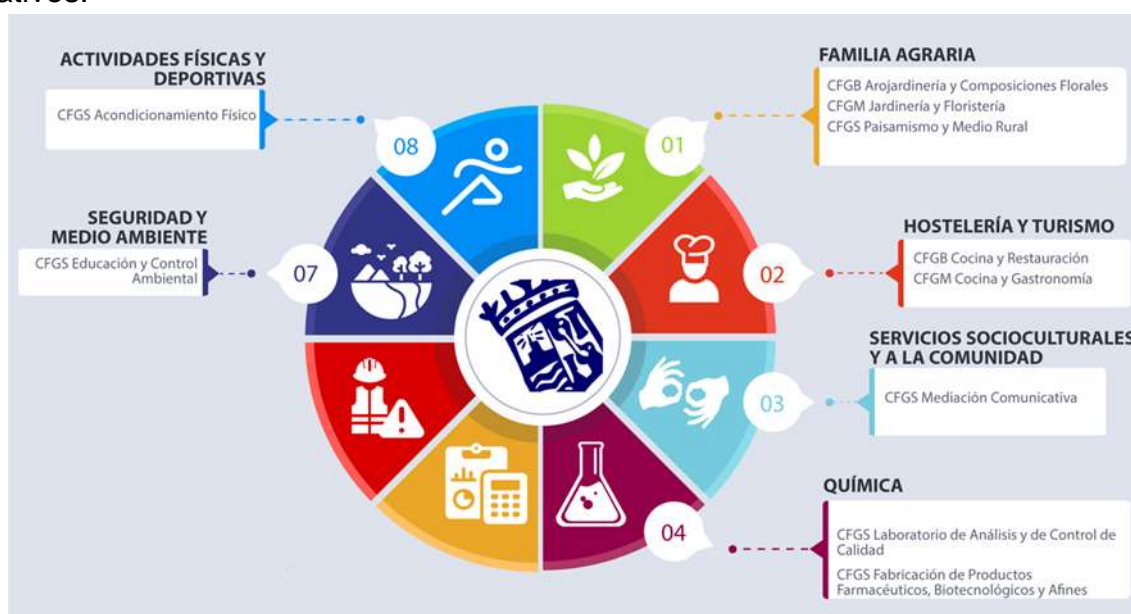 ACTIVIDADES FÍSICAS Y
DEPORTIVAS
CFGS Acondicionamiento Físico
08
SEGURIDAD Y
MEDIO AMBIENTE
CFGS Educación y Control
Ambiental
07
FAMILIA AGRARIA
CFGB Arojardinería y Composiciones Florales
CFGM Jardinería y Floristería
CFGS Paisamismo y Medio Rural
01
HOSTELERÍA Y TURISMO
CFGB Cocina y Restauración
CFGM Cocina y Gastronomía
02
SERVICIOS SOCIOCULTURALES
Y A LA COMUNIDAD
CFGS Mediación Comunicativa
03
QUÍMICA
CFGS Laboratorio de Análisis y de Control de
Calidad
CFGS Fabricación de Productos
Farmacéuticos, Biotecnológicos y Afines
04